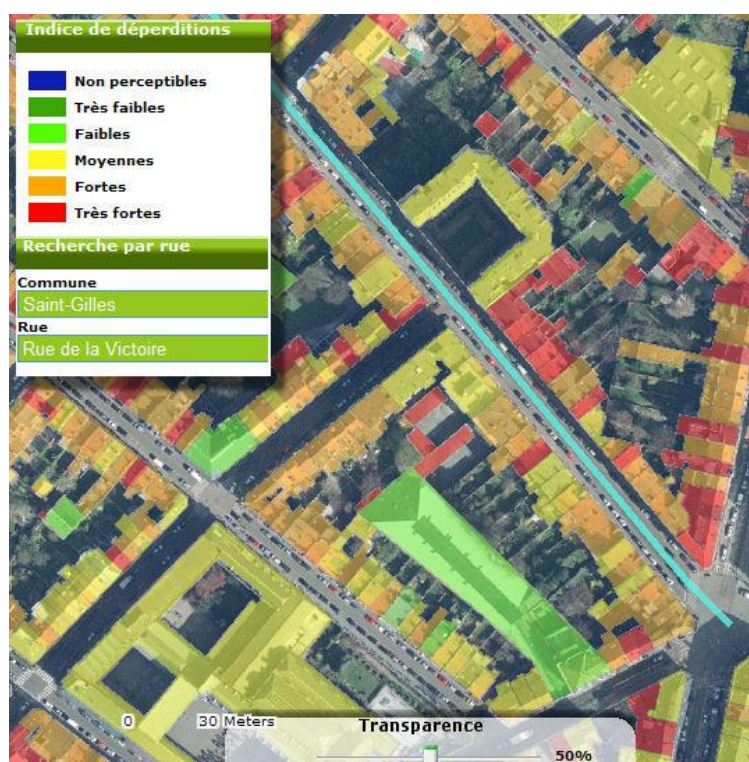 Indice de déperditions
Non perceptibles
Très faibles
Faibles
Moyennes
Fortes
Très fortes
Recherche par rue
Commune
Saint-Gilles
Rue
Rue de la Victoire
0 30 Meters
Transparence
50%